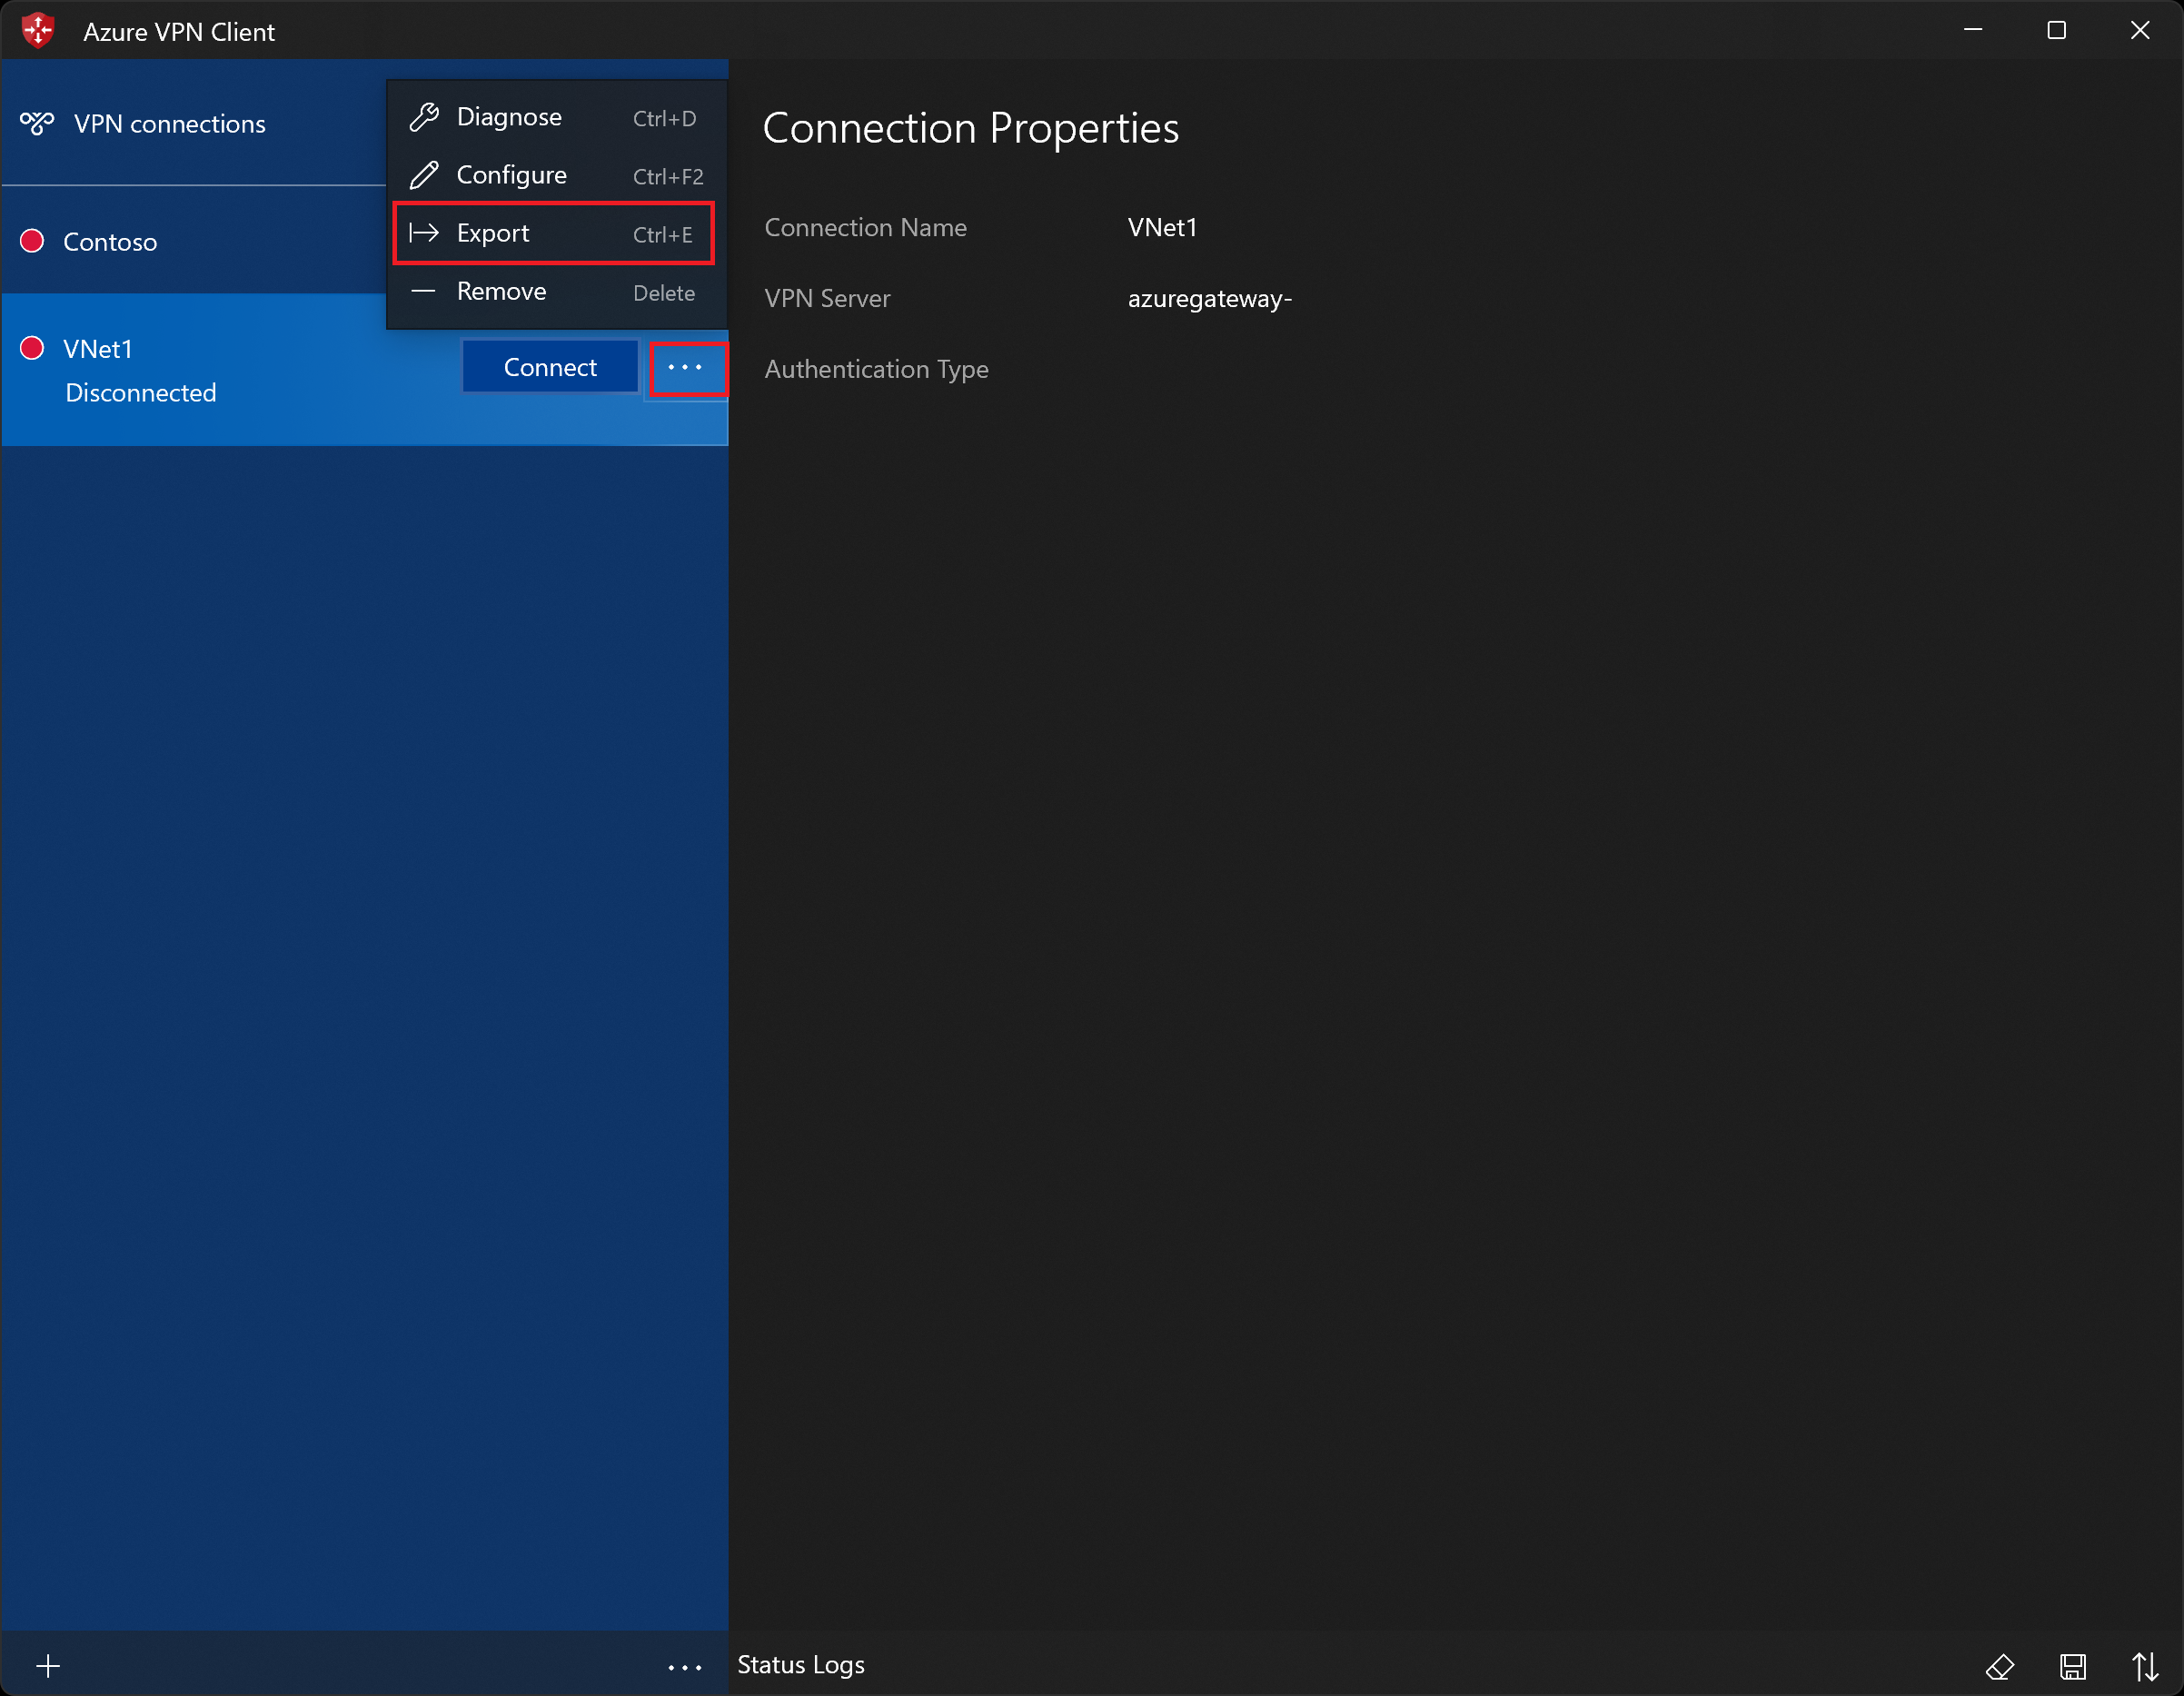 Azure VPN Client
VPN connections
Diagnose Ctrl+D
Configure Ctrl+F2
Export Ctrl+E
Remove Delete
Contoso
VNet1
Disconnected
Connect
Connection Properties
Connection Name VNet1
VPN Server azuregateway-
Authentication Type
Status Logs